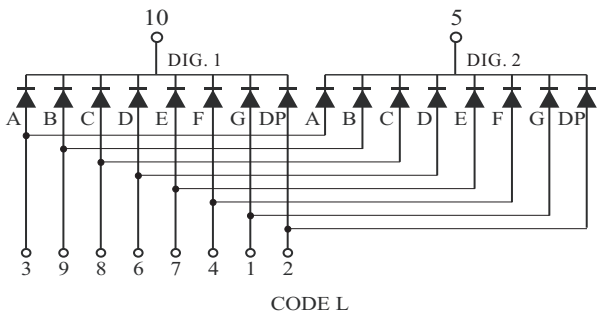 10 5
DIG. 1 DIG. 2
A B C D E F G DP A B C D E F G DP
3 9 8 6 7 4 1 2
CODE L